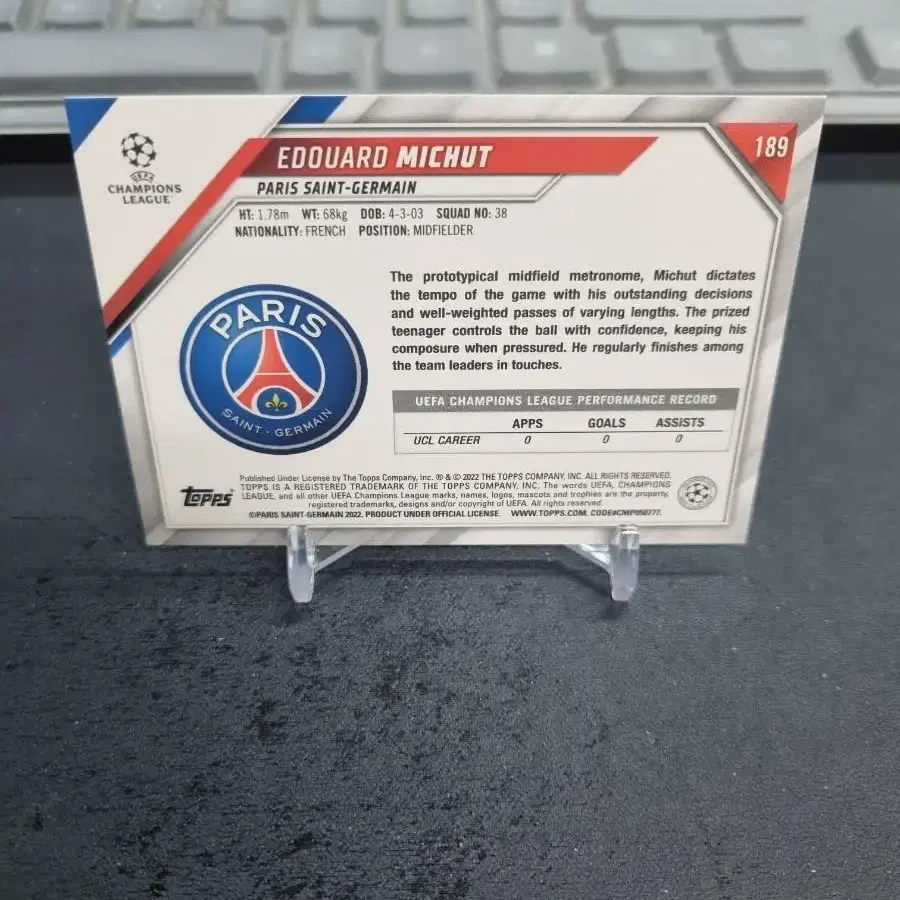 UEFA
CHAMPIONS
LEAGUE
EDOUARD MICHUT
189
PARIS SAINT-GERMAIN
HT: 1.78m WT: 68kg DOB: 4-3-03 SQUAD NO: 38
NATIONALITY: FRENCH POSITION: MIDFIELDER
PARIS
SAINT-GERMAIN
The prototypical midfield metronome, Michut dictates
the tempo of the game with his outstanding decisions
and well-weighted passes of varying lengths. The prized
teenager controls the ball with confidence, keeping his
composure when pressured. He regularly finishes among
the team leaders in touches.
UEFA CHAMPIONS LEAGUE PERFORMANCE RECORD
APPS GOALS ASSISTS
UCL CAREER 0 0 0
Topps
Published Under License by The Topps Company, Inc. ® & © 2022 THE TOPPS COMPANY, INC. ALL RIGHTS RESERVED.
TOPPS IS A REGISTERED TRADEMARK OF THE TOPPS COMPANY, INC. The words UEFA, CHAMPIONS
LEAGUE, and all other UEFA Champions League marks, names, logos, mascots and trophies are the property,
registered trademarks, designs and/or copyright of UEFA. All rights reserved.
©PARIS SAINT-GERMAIN 2022. PRODUCT UNDER OFFICIAL LICENSE. WWW.TOPPS.COM: CODE#CMP050777.